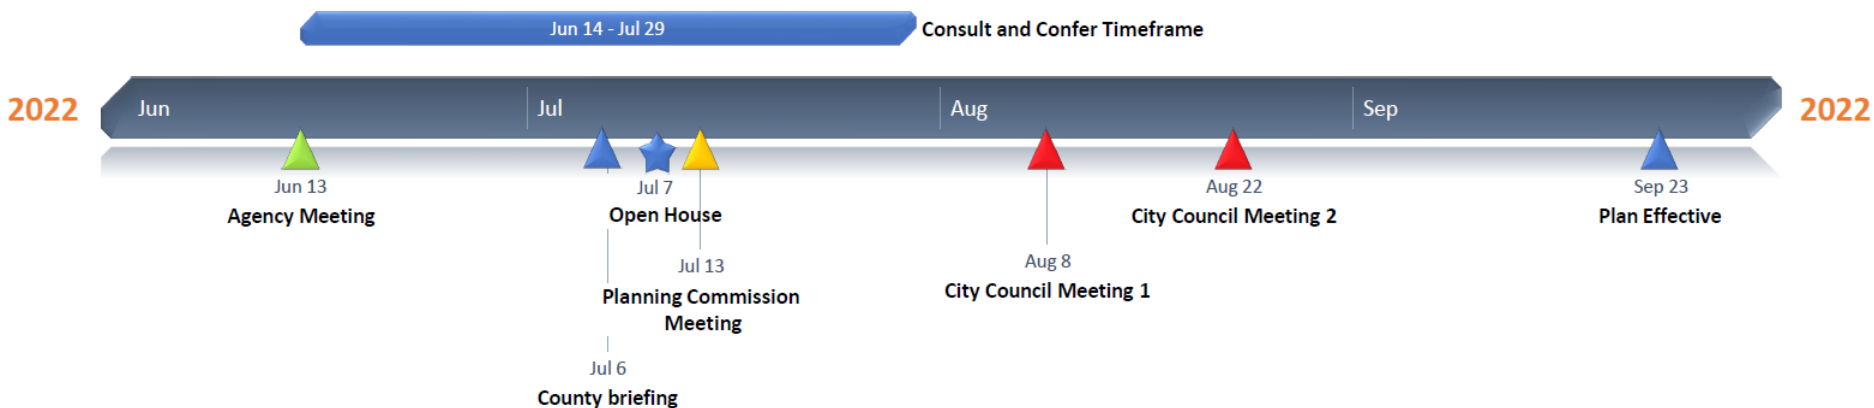 Jun 14 - Jul 29
Consult and Confer Timeframe
2022
Jun
Jul
Aug
Sep
2022
Jun 13
Agency Meeting
Jul 7
Open House
Aug 22
City Council Meeting 2
Sep 23
Plan Effective
Jul 13
Planning Commission
Meeting
Aug 8
City Council Meeting 1
Jul 6
County briefing